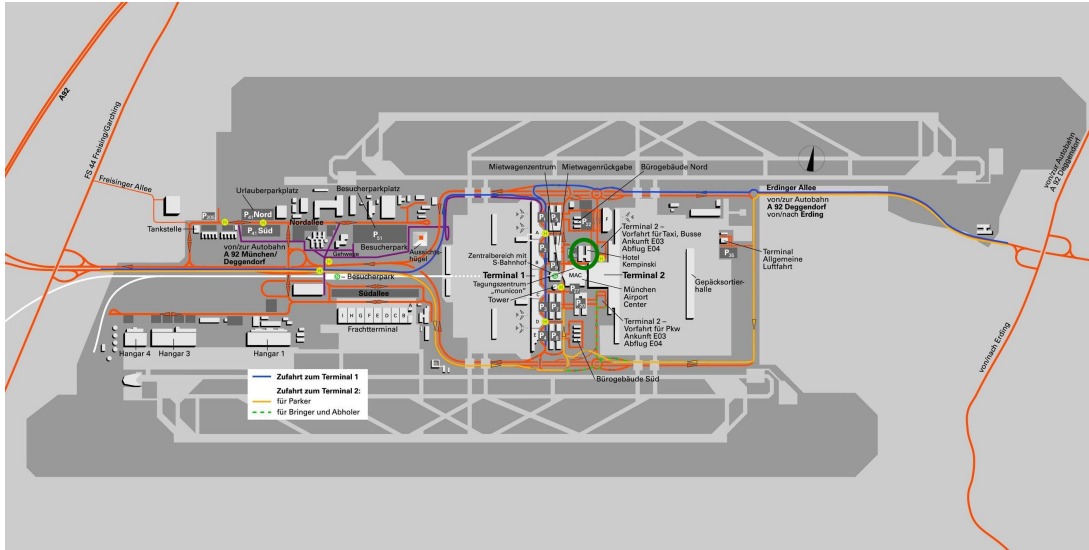 A92
FS 44 Freising/Garching
Freisinger Allee
Urlauberparkplatz
Besucherparkplatz
Nord
Süd
Tankstelle
Nordallee
P51
von/zur Autobahn
A 92 München/
Deggendorf
Gehwege
Besucherpark
Aussichts-
hügel
Besucherpark
Südallee
I H G F E D C B
Frachtterminal
Hangar 4
Hangar 3
Hangar 1
Zufahrt zum Terminal 1
Zufahrt zum Terminal 2:
für Parker
für Bringer und Abholer
Mietwagenzentrum
Mietwagenrückgabe
Bürogebäude Nord
Zentralbereich mit
S-Bahnhof
Terminal 1
Tagungszentrum
„municon“
Tower
MAC
Terminal 2 –
Vorfahrt für Taxi, Busse
Ankunft E03
Abflug E04
Hotel
Kempinski
Terminal 2
München
Airport
Center
Terminal 2 –
Vorfahrt für Pkw
Ankunft E03
Abflug E04
Bürogebäude Süd
Gepäcksortier-
halle
Erdinger Allee
von/zur Autobahn
A 92 Deggendorf
von/nach Erding
Terminal
Allgemeine
Luftfahrt
von/zur Autobahn
A 92 Deggendorf
von/nach Erding